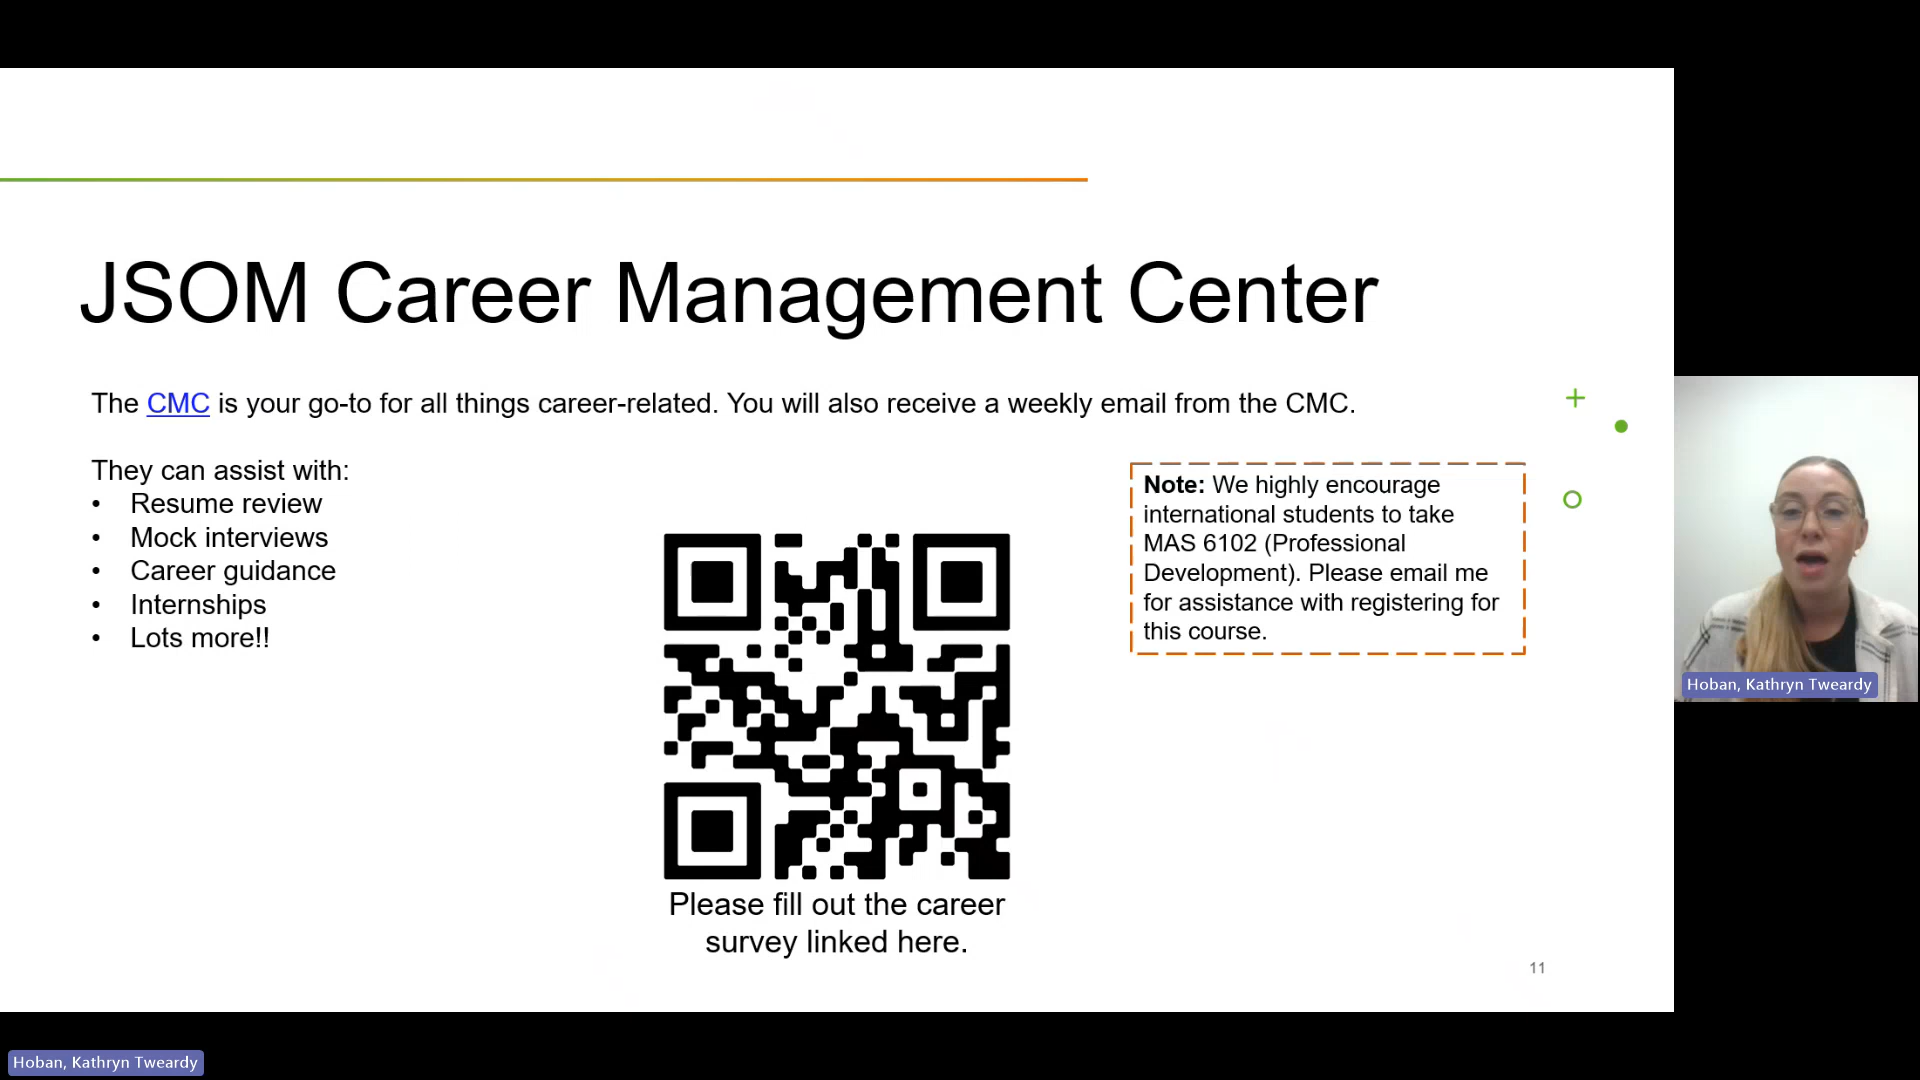 JSOM Career Management Center
The CMC is your go-to for all things career-related. You will also receive a weekly email from the CMC.
They can assist with:
• Resume review
• Mock interviews
• Career guidance
• Internships
• Lots more!!
Note: We highly encourage
international students to take
MAS 6102 (Professional
Development). Please email me
for assistance with registering for
this course.
Please fill out the career
survey linked here.
11
Hoban, Kathryn Tweardy
Hoban, Kathryn Tweardy